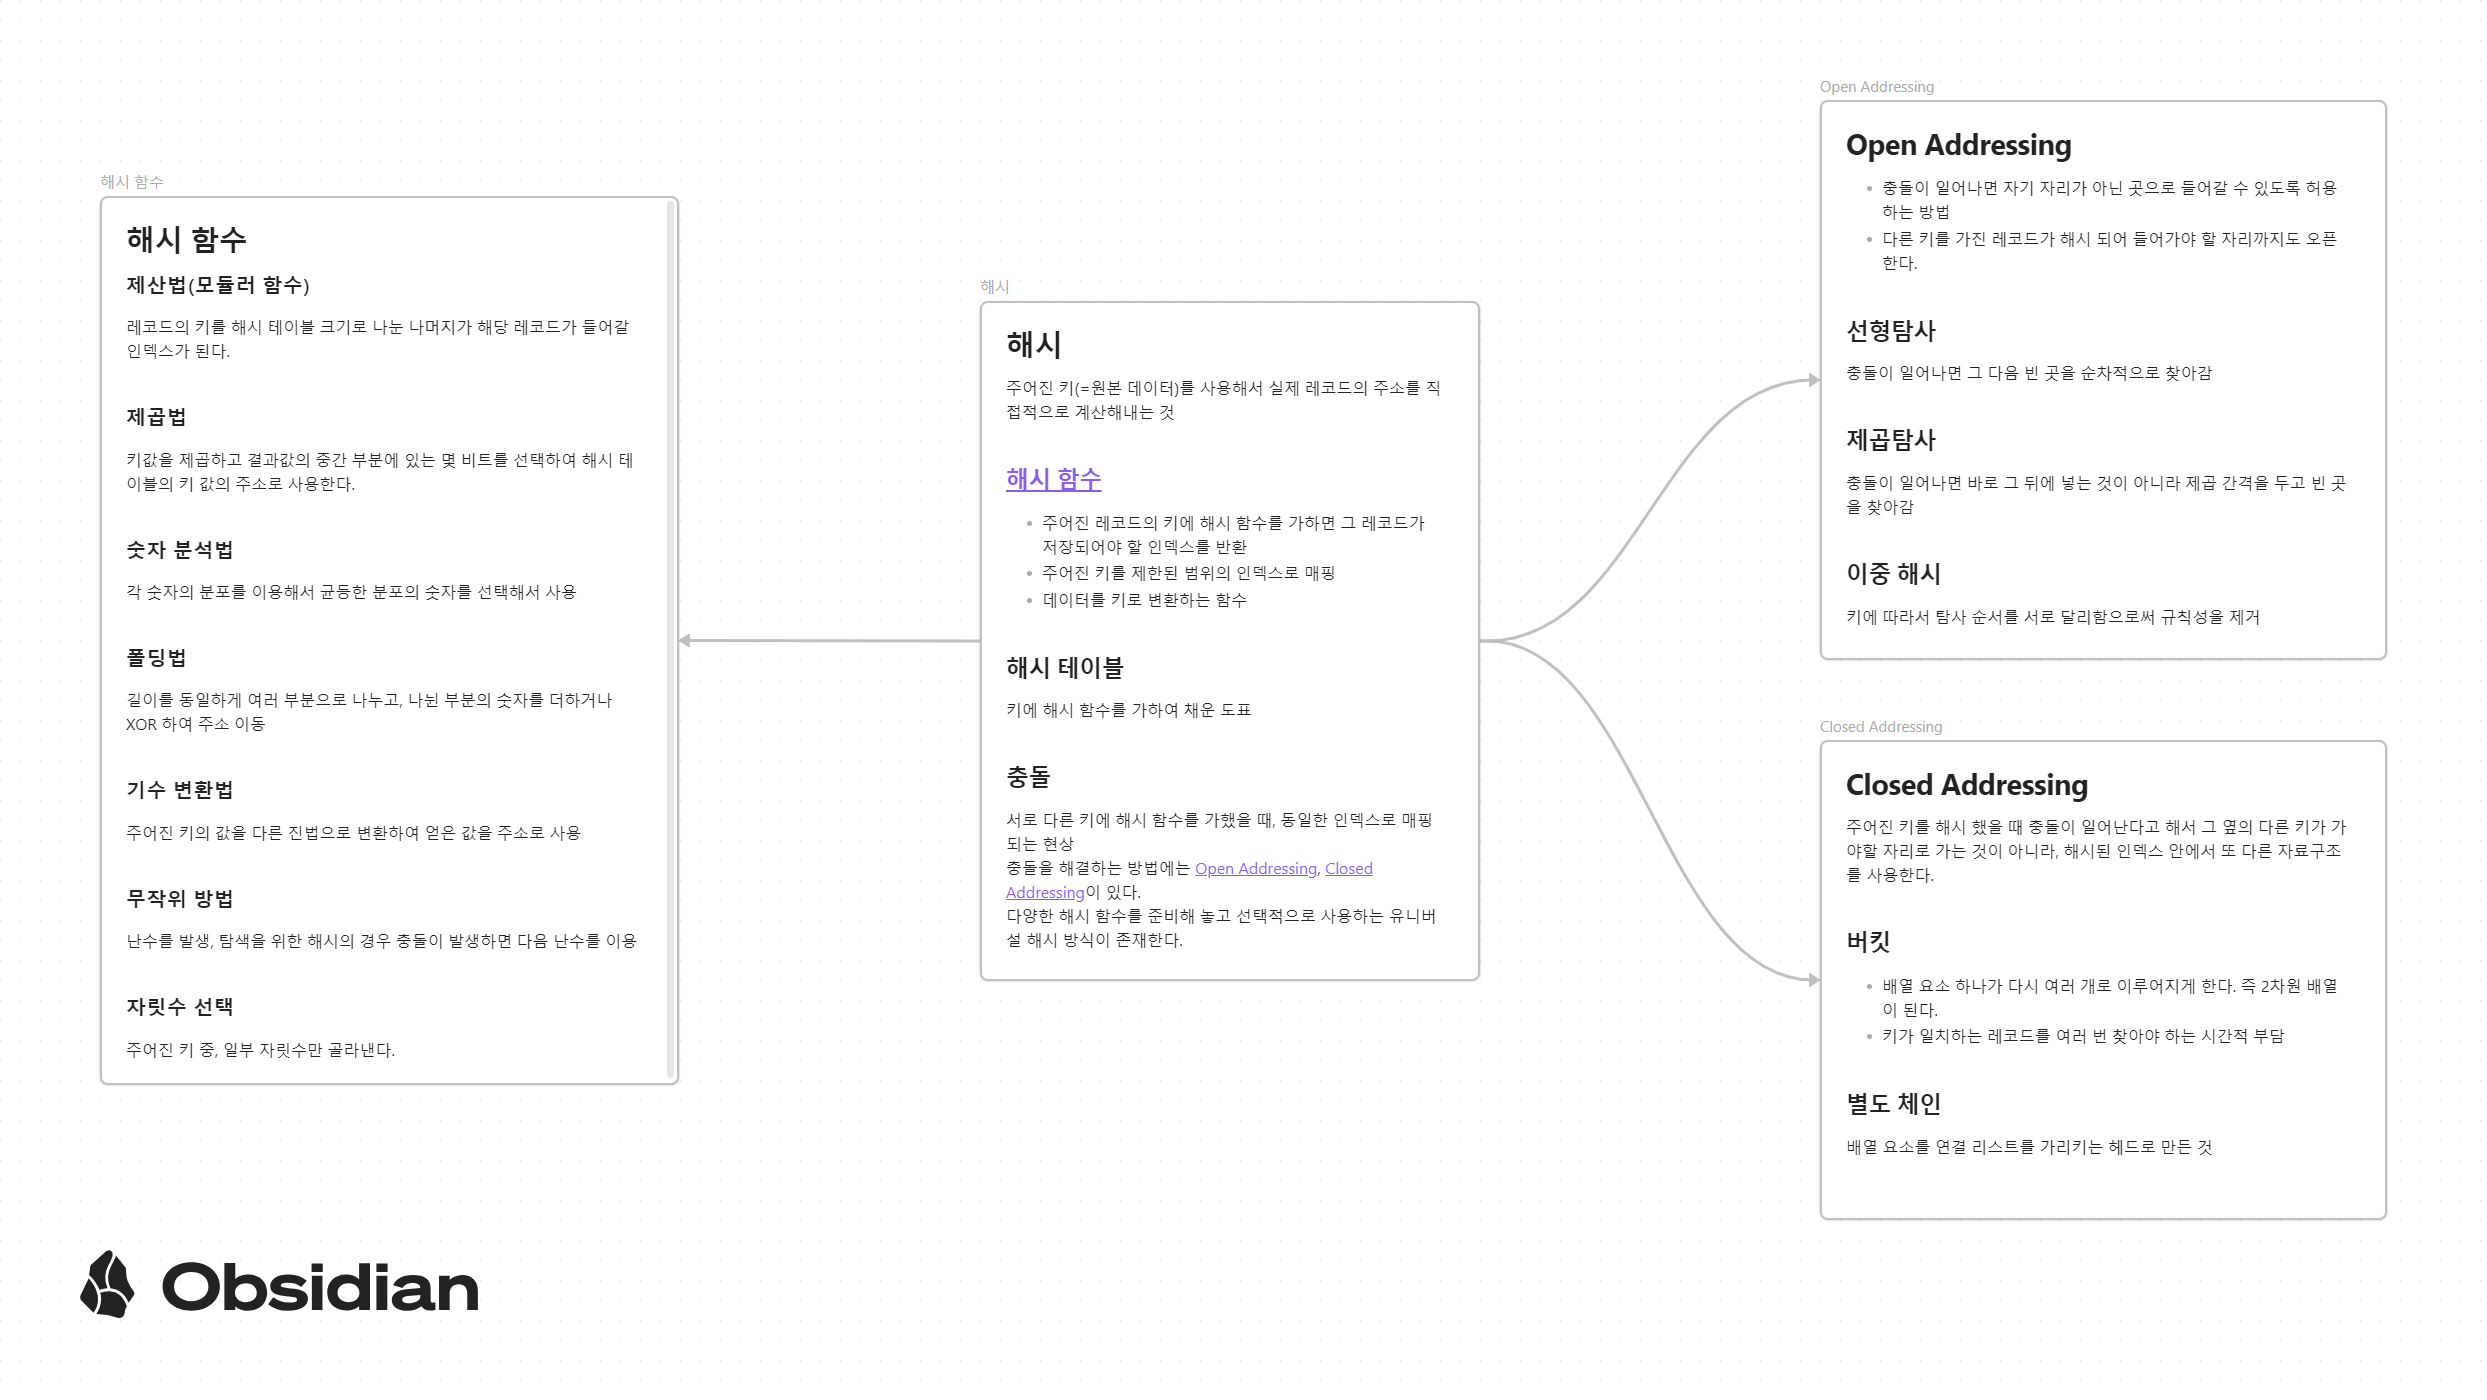 해시 함수
해시 함수
제산법(모듈러 함수)
레코드의 키를 해시 테이블 크기로 나눈 나머지가 해당 레코드가 들어갈
인덱스가 된다.
제곱법
키값을 제곱하고 결과값의 중간 부분에 있는 몇 비트를 선택하여 해시 테
이블의 키 값의 주소로 사용한다.
숫자 분석법
각 숫자의 분포를 이용해서 균등한 분포의 숫자를 선택해서 사용
폴딩법
길이를 동일하게 여러 부분으로 나누고, 나뉜 부분의 숫자를 더하거나
XOR 하여 주소 이동
기수 변환법
주어진 키의 값을 다른 진법으로 변환하여 얻은 값을 주소로 사용
무작위 방법
난수를 발생, 탐색을 위한 해시의 경우 충돌이 발생하면 다음 난수를 이용
자릿수 선택
주어진 키 중, 일부 자릿수만 골라낸다.
해시
해시
주어진 키(=원본 데이터)를 사용해서 실제 레코드의 주소를 직
접적으로 계산해내는 것
해시 함수
주어진 레코드의 키에 해시 함수를 가하면 그 레코드가
저장되어야 할 인덱스를 반환
주어진 키를 제한된 범위의 인덱스로 매핑
데이터를 키로 변환하는 함수
해시 테이블
키에 해시 함수를 가하여 채운 도표
충돌
서로 다른 키에 해시 함수를 가했을 때, 동일한 인덱스로 매핑
되는 현상
충돌을 해결하는 방법에는 Open Addressing, Closed
Addressing이 있다.
다양한 해시 함수를 준비해 놓고 선택적으로 사용하는 유니버
설 해시 방식이 존재한다.
Open Addressing
Open Addressing
충돌이 일어나면 자기 자리가 아닌 곳으로 들어갈 수 있도록 허용
하는 방법
다른 키를 가진 레코드가 해시 되어 들어가야 할 자리까지도 오픈
한다.
선형탐사
충돌이 일어나면 그 다음 빈 곳을 순차적으로 찾아감
제곱탐사
충돌이 일어나면 바로 그 뒤에 넣는 것이 아니라 제곱 간격을 두고 빈 곳
을 찾아감
이중 해시
키에 따라서 탐사 순서를 서로 달리함으로써 규칙성을 제거
Closed Addressing
Closed Addressing
주어진 키를 해시 했을 때 충돌이 일어난다고 해서 그 옆의 다른 키가 가
야할 자리로 가는 것이 아니라, 해시된 인덱스 안에서 또 다른 자료구조
를 사용한다.
버킷
배열 요소 하나가 다시 여러 개로 이루어지게 한다. 즉 2차원 배열
이 된다.
키가 일치하는 레코드를 여러 번 찾아야 하는 시간적 부담
별도 체인
배열 요소를 연결 리스트를 가리키는 헤드로 만든 것
Obsidian